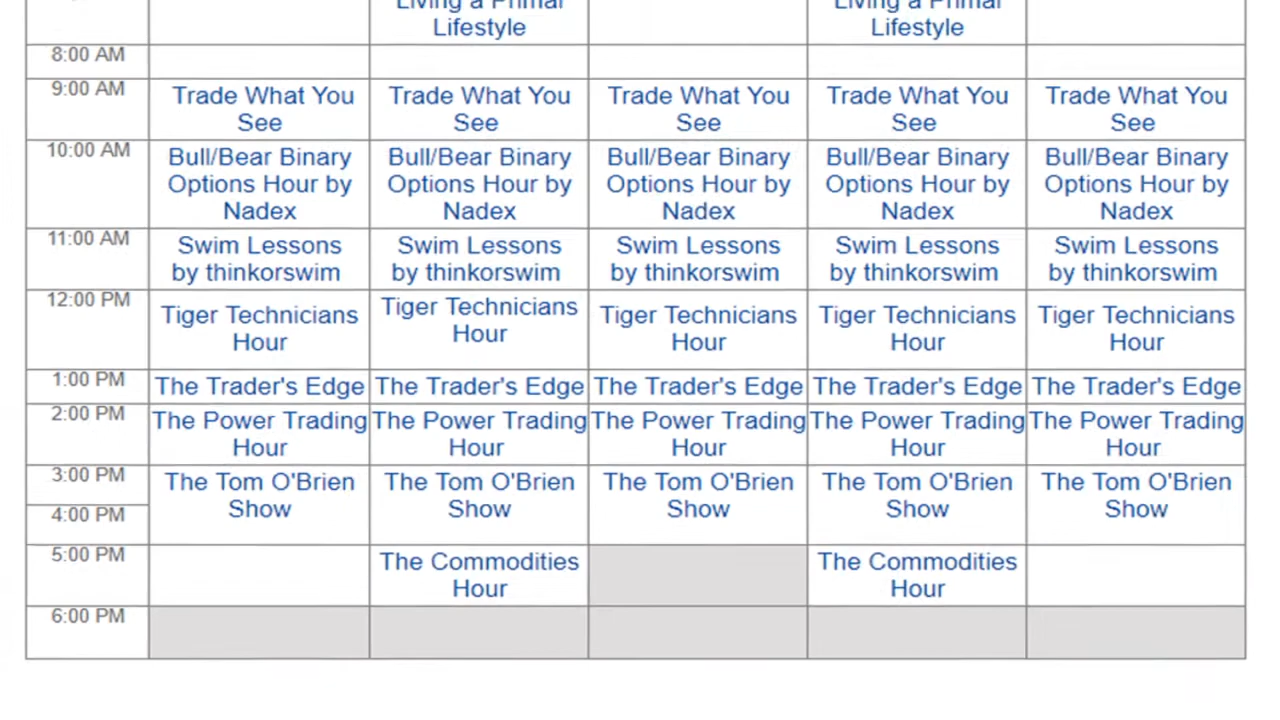 Living a Primal Living a Primal
Lifestyle Lifestyle
8:00 AM
9:00 AM
Trade What You Trade What You Trade What You Trade What You Trade What You
See See See See See
10:00 AM
Bull/Bear Binary Bull/Bear Binary Bull/Bear Binary Bull/Bear Binary Bull/Bear Binary
Options Hour by Options Hour by Options Hour by Options Hour by Options Hour by
Nadex Nadex Nadex Nadex Nadex
11:00 AM
Swim Lessons Swim Lessons Swim Lessons Swim Lessons Swim Lessons
by thinkorswim by thinkorswim by thinkorswim by thinkorswim by thinkorswim
12:00 PM
Tiger Technicians Tiger Technicians Tiger Technicians Tiger Technicians Tiger Technicians
Hour Hour Hour Hour Hour
1:00 PM The Trader's Edge The Trader's Edge The Trader's Edge The Trader's Edge The Trader's Edge
2:00 PM The Power Trading The Power Trading The Power Trading The Power Trading The Power Trading
Hour Hour Hour Hour Hour
3:00 PM The Tom O'Brien The Tom O'Brien The Tom O'Brien The Tom O'Brien The Tom O'Brien
4:00 PM Show Show Show Show Show
5:00 PM The Commodities The Commodities
Hour Hour
6:00 PM